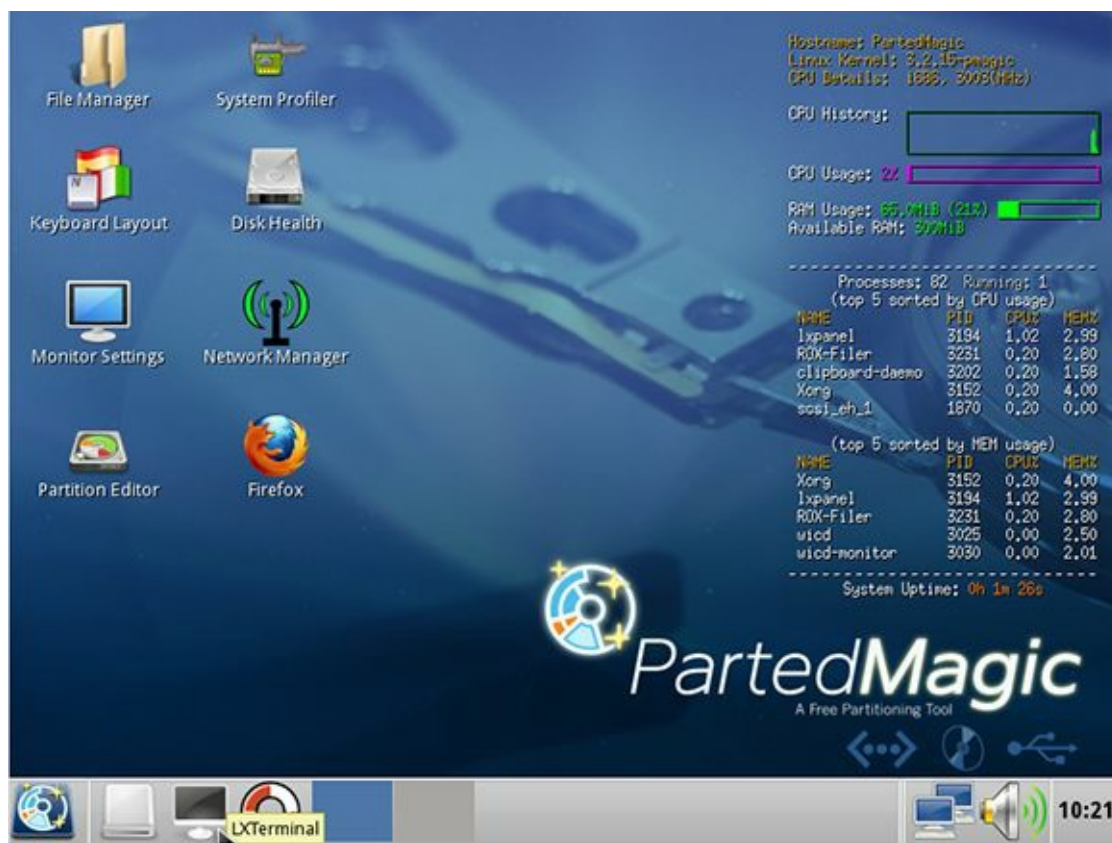 File Manager
System Profiler
Keyboard Layout
Disk Health
Monitor Settings
Network Manager
Partition Editor
Firefox
Hostname: PartedMagic
Linux Kernel: 3.2.15-pmagic
CPU Details: i686, 3003(MHz)
CPU History:
CPU Usage: 2%
RAM Usage: 65.0MiB (21%)
Available RAM: 309MiB
Processes: 82 Running: 1
(top 5 sorted by CPU usage)
NAME PID CPU% MEM%
lxpanel 3194 1.02 2.99
ROX-Filer 3231 0.20 2.80
clipboard-daemo 3202 0.20 1.58
Xorg 3152 0.20 4.00
scsi_eh_1 1870 0.20 0.00
(top 5 sorted by MEM usage)
NAME PID CPU% MEM%
Xorg 3152 0.20 4.00
lxpanel 3194 1.02 2.99
ROX-Filer 3231 0.20 2.80
wicd 3025 0.00 2.50
wicd-monitor 3030 0.00 2.01
System Uptime: 0h 1m 26s
PartedMagic
A Free Partitioning Tool
LXTerminal
10:21